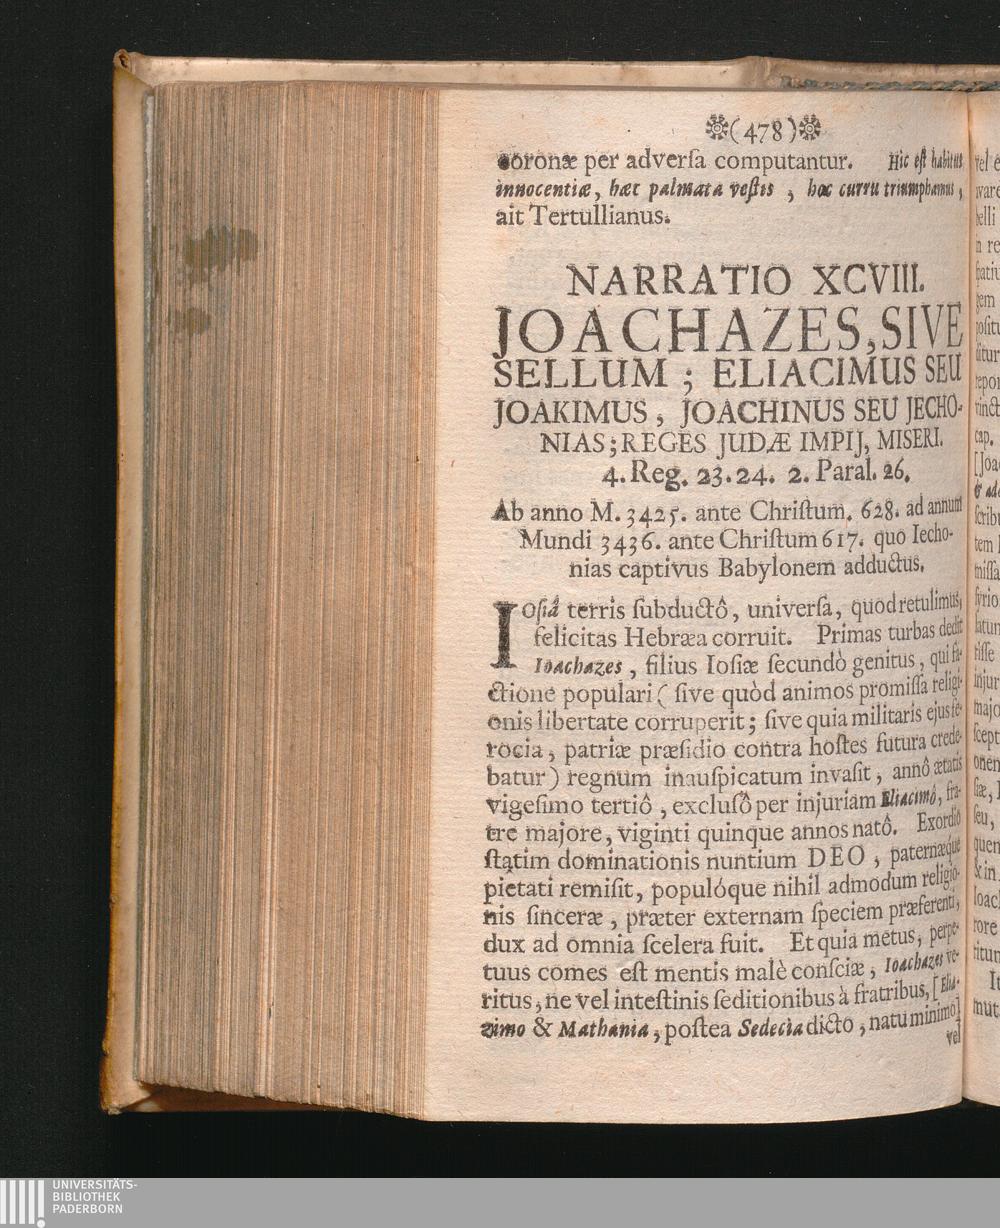 (478)
coronæ per adverſa computantur. Hic eſt habitus
innocentiæ, hæc palmata veſtis, hoc curru triumphamus,
ait Tertullianus.
NARRATIO XCVIII.
JOACHAZES, SIVE
SELLUM; ELIACIMUS SEU
JOAKIMUS, JOACHINUS SEU JECHO-
NIAS; REGES JUDÆ IMPIJ, MISERI.
4. Reg. 23. 24. 2. Paral. 26.
Ab anno M. 3425. ante Chriſtum. 628. ad annum
Mundi 3436. ante Chriſtum 617. quo Iecho-
nias captivus Babylonem adductus.
IOſiâ terris ſubductô, univerſa, quod retulimus,
felicitas Hebræa corruit. Primas turbas dedit
Ioachazes, filius Ioſiæ ſecundò genitus, qui fa-
ctione populari (ſive quòd animos promiſſa religi-
onis libertate corruperit; ſive quia militaris ejus fe-
rocia, patriæ præſidio contra hoſtes futura crede-
batur) regnum inauſpicatum invaſit, annô ætatis
vigeſimo tertiô, excluſô per injuriam Eliacimô, fra-
tre majore, viginti quinque annos natô. Exordiô
ſtatim dominationis nuntium DEO, paternæque
pietati remiſit, populóque nihil admodum religio-
nis ſinceræ, præter externam ſpeciem præferenti,
dux ad omnia ſcelera fuit. Et quia metus, perpe-
tuus comes eſt mentis malè conſciæ, Ioachazes ve-
ritus, ne vel inteſtinis ſeditionibus à fratribus, [Elia-
zimo & Mathania, poſtea Sedecia dicto, natu minimo]
vel
UNIVERSITÄTS-
BIBLIOTHEK
PADERBORN